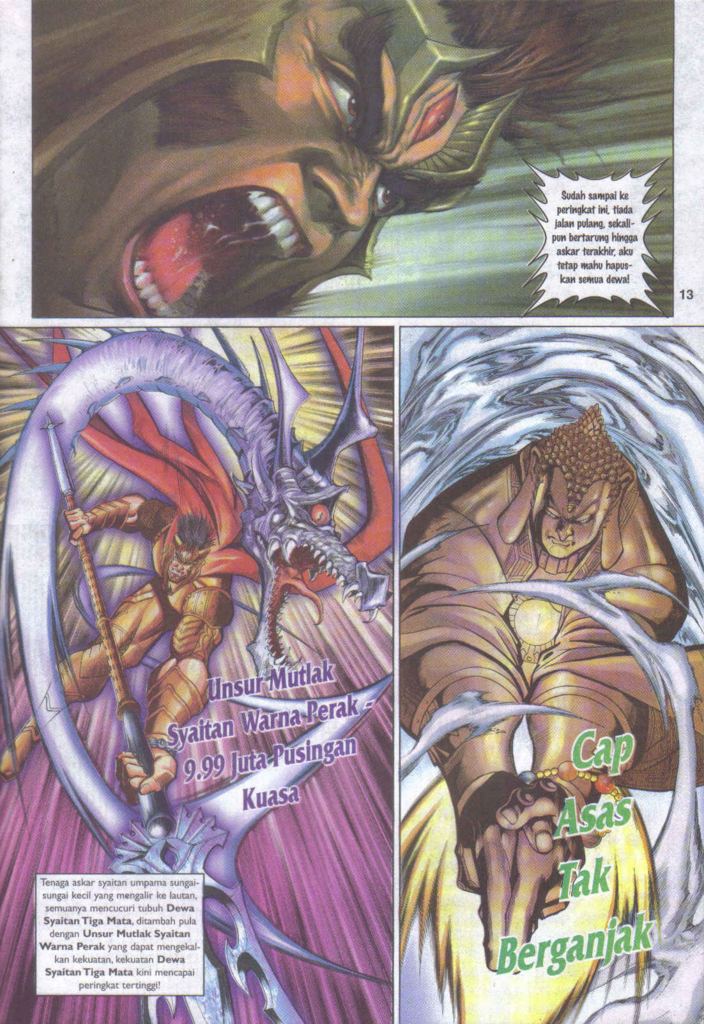 Sudah sampai ke
peringkat ini, tiada
jalan pulang, sekali-
pun bertarung hingga
askar terakhir, aku
tetap mahu hapus-
kan semua dewa!
13
Unsur Mutlak
Syaitan Warna Perak -
9.99 Juta Pusingan
Kuasa
Tenaga askar syaitan umpama sungai-
sungai kecil yang mengalir ke lautan,
semuanya mencucuri tubuh Dewa
Syaitan Tiga Mata, ditambah pula
dengan Unsur Mutlak Syaitan
Warna Perak yang dapat mengekal-
kan kekuatan, kekuatan Dewa
Syaitan Tiga Mata kini mencapai
peringkat tertinggi!
Cap
Asas
Tak
Berganjak